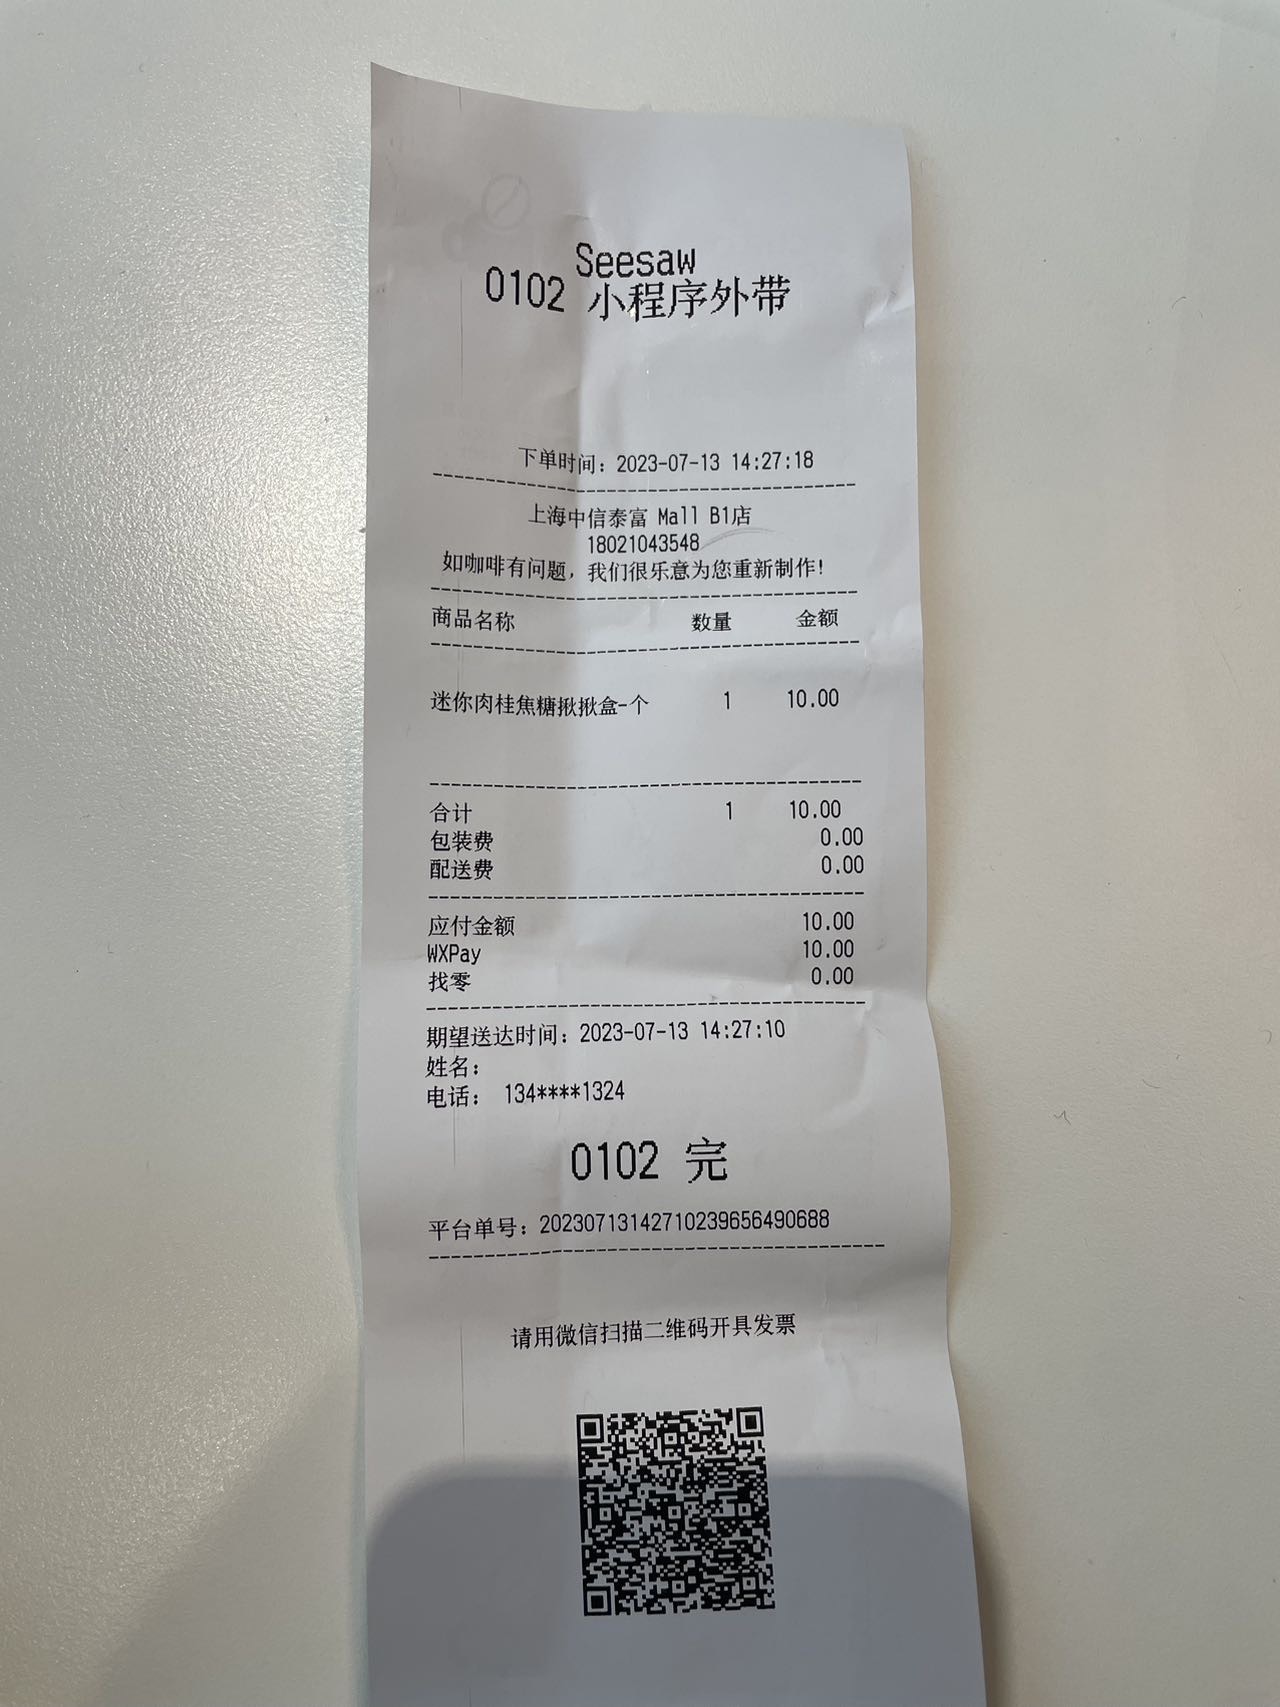 Seesaw
0102 小程序外带
下单时间：2023-07-13 14:27:18
上海中信泰富 Mall B1店
18021043548
如咖啡有问题，我们很乐意为您重新制作！
商品名称 数量 金额
迷你肉桂焦糖揪揪盒-个 1 10.00
合计 1 10.00
包装费 0.00
配送费 0.00
应付金额 10.00
WXPay 10.00
找零 0.00
期望送达时间：2023-07-13 14:27:10
姓名：
电话： 134****1324
0102 完
平台单号：202307131427102396564906​88
请用微信扫描二维码开具发票